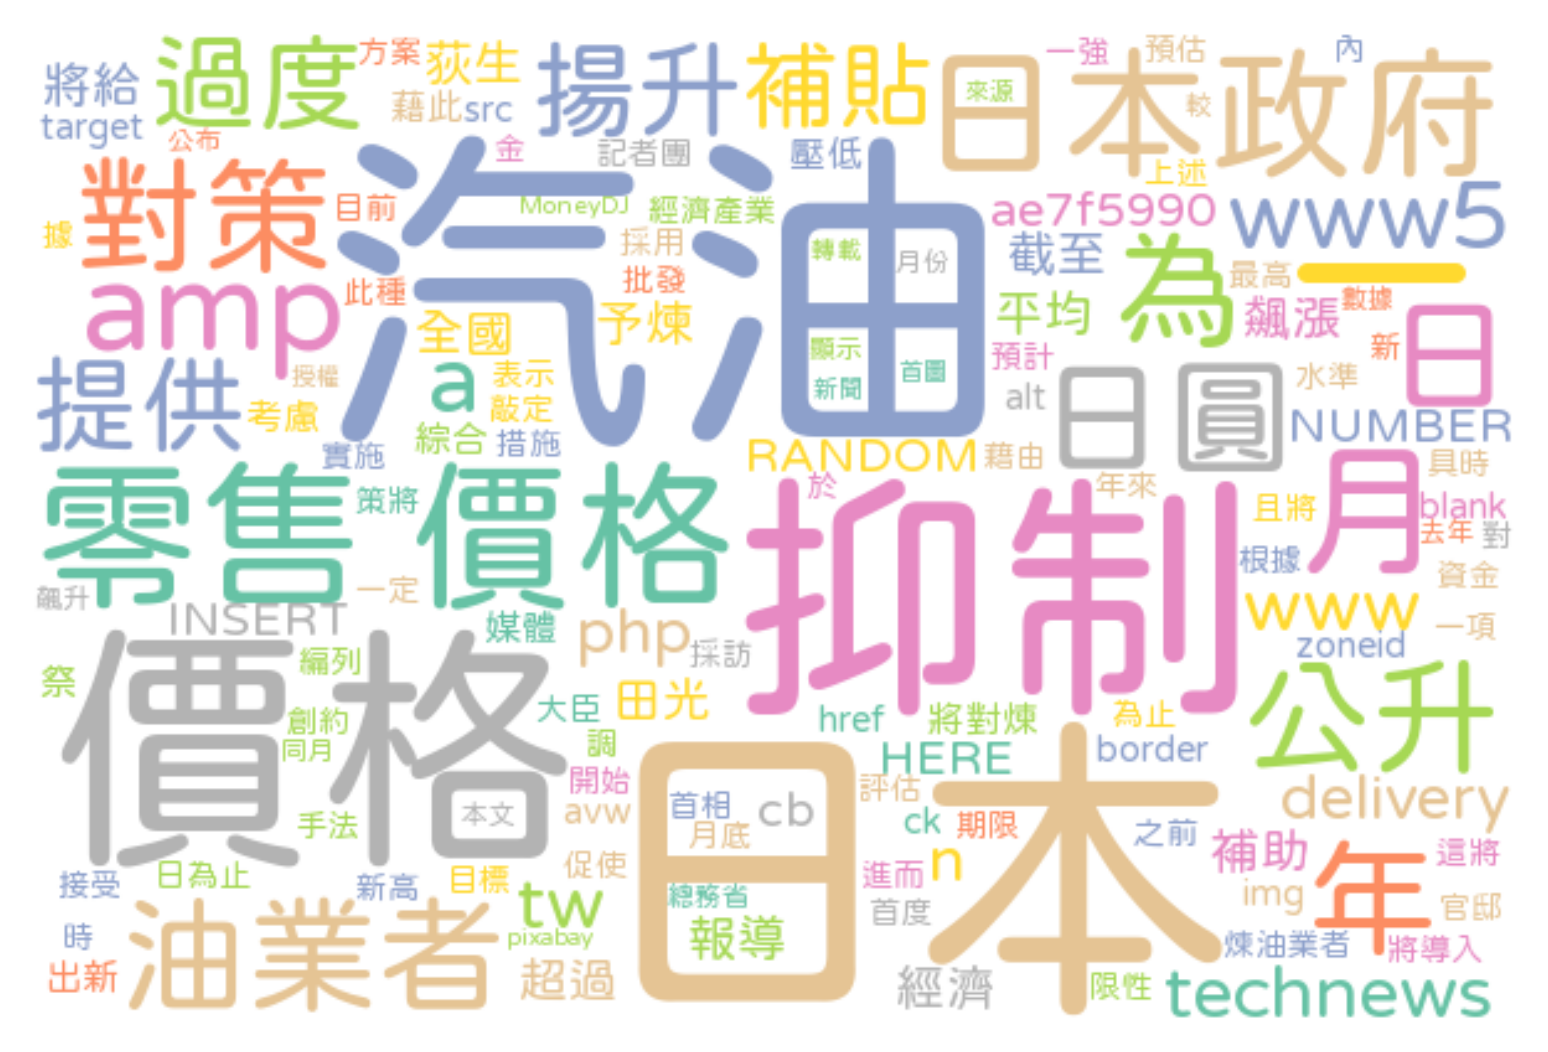 將給 過度 方案 荻生 揚升 補貼 日本政府 一強 預估 內
target 藉此 src 來源 較
公布 金 記者團 壓低 上述
對策 目前 汽油 MoneyDJ 經濟產業 ae7f5990 www5
據 採用 轉載 月份 截至 為 最高 一
amp 此種 批發 平均 飆漲 數據
全國 予煉 顯示 首圖 預計 新 日
提供 授權 a 表示 新聞 alt 日圓 水準
考慮 敲定 NUMBER
實施 綜合 措施 RANDOM 藉由 具時
零售價格 策將 抑制 於 年來 且將 月 blank
去年 對
根據
飆升 一定 資金
INSERT 媒體 php 採訪 www 一項
zoneid
價格 祭 編列 田光 公升
創約 大臣 href 將對煉 為止
同月 調 HERE border
開始 日本 評估 delivery
手法 本文 avw 首相 cb ck 期限 之前
月底 補助 年 這將
接受 日為止 新高 目標 促使 進而 n
tw 總務省 首度 img 官邸
時 油業者 pixabay 報導 煉油業者 將導入
出新 超過 經濟 限性 technews